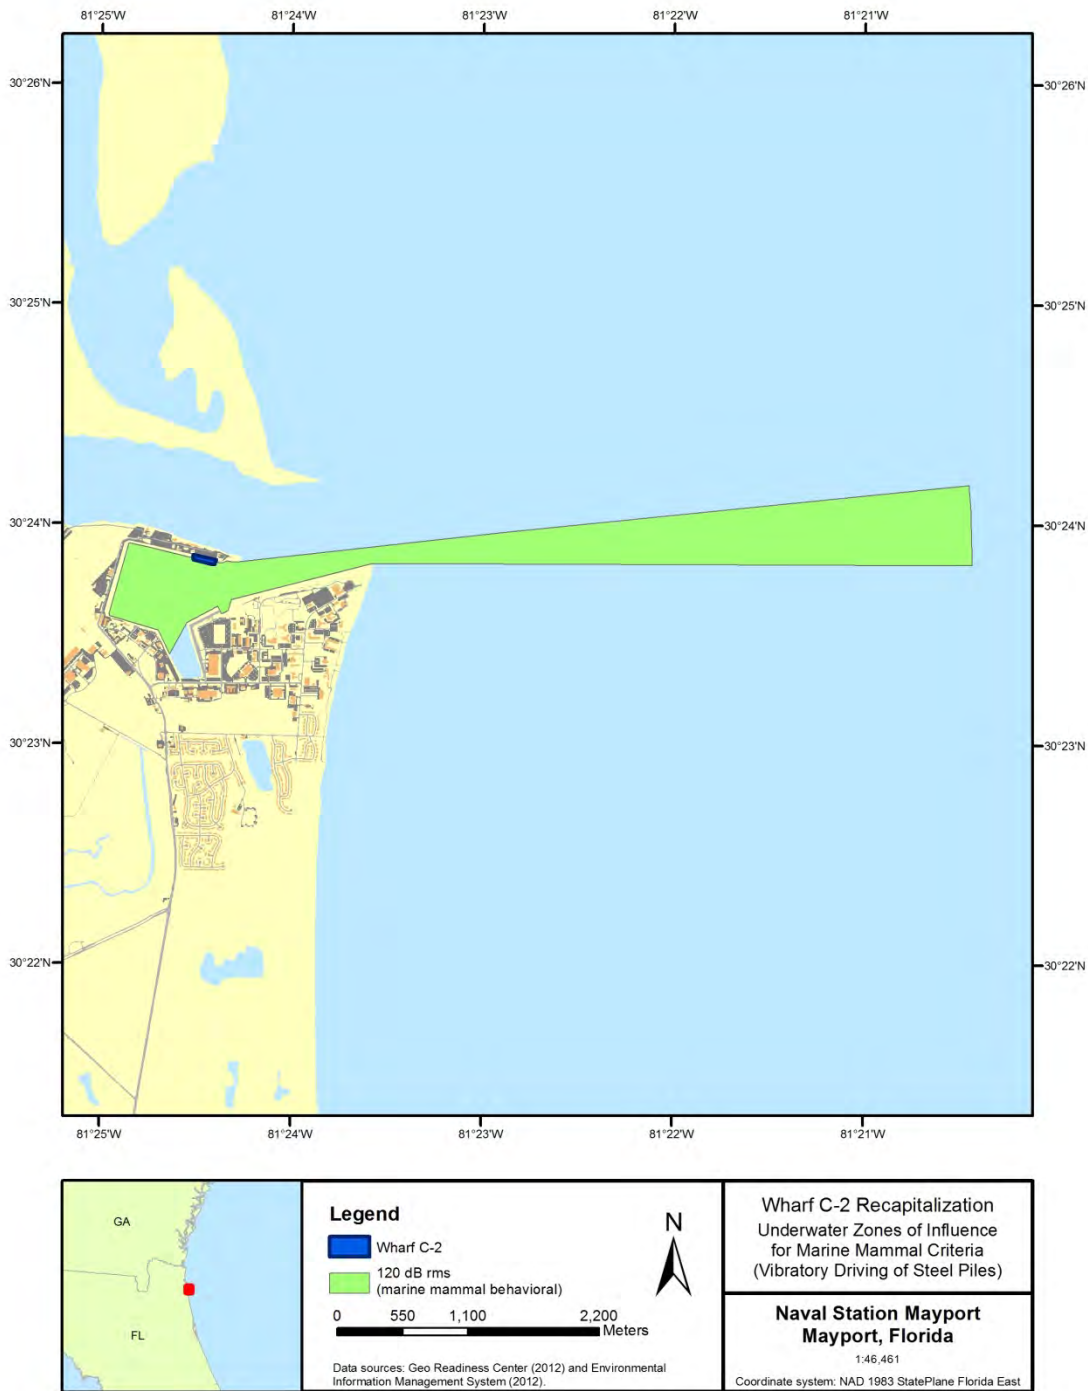 81°25'W 81°24'W 81°23'W 81°22'W 81°21'W
30°26'N 30°26'N
30°25'N 30°25'N
30°24'N 30°24'N
30°23'N 30°23'N
30°22'N 30°22'N
81°25'W 81°24'W 81°23'W 81°22'W 81°21'W
GA
FL
Legend
Wharf C-2
120 dB rms
(marine mammal behavioral)
0 550 1,100 2,200
Meters
Data sources: Geo Readiness Center (2012) and Environmental
Information Management System (2012).
N
Wharf C-2 Recapitalization
Underwater Zones of Influence
for Marine Mammal Criteria
(Vibratory Driving of Steel Piles)
Naval Station Mayport
Mayport, Florida
1:46,461
Coordinate system: NAD 1983 StatePlane Florida East